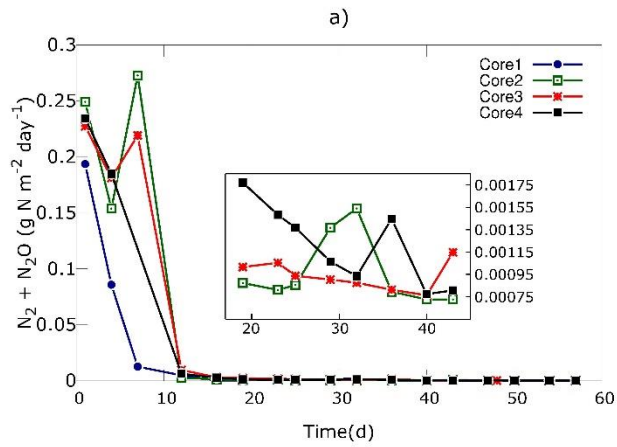 a)
0.3
0.25
0.2
0.15
0.1
0.05
0
N₂ + N₂O (g N m⁻² day⁻¹)
Core1
Core2
Core3
Core4
0.00175
0.00155
0.00135
0.00115
0.00095
0.00075
20 30 40
0 10 20 30 40 50 60
Time(d)